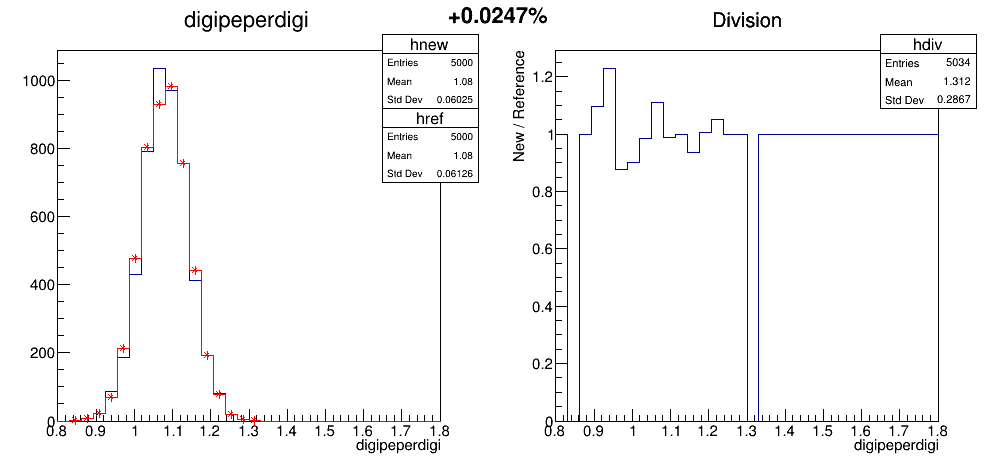 digipeperdigi
+0.0247%
Division
hnew
Entries 5000
Mean 1.08
Std Dev 0.06025
href
Entries 5000
Mean 1.08
Std Dev 0.06126
1000
800
600
400
200
0
0.8 0.9 1 1.1 1.2 1.3 1.4 1.5 1.6 1.7 1.8
digipeperdigi
hdiv
Entries 5034
Mean 1.312
Std Dev 0.2867
New / Reference
1.2
1
0.8
0.6
0.4
0.2
0
0.8 0.9 1 1.1 1.2 1.3 1.4 1.5 1.6 1.7 1.8
digipeperdigi